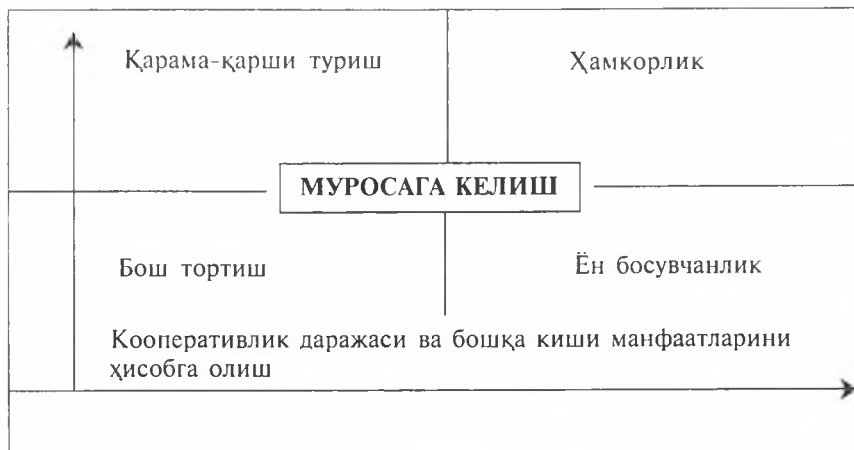 Қарама-қарши туриш
Ҳамкорлик
МУРОСАГА КЕЛИШ
Бош тортиш
Ён босувчанлик
Кооперативлик даражаси ва бошқа киши манфаатларини
ҳисобга олиш